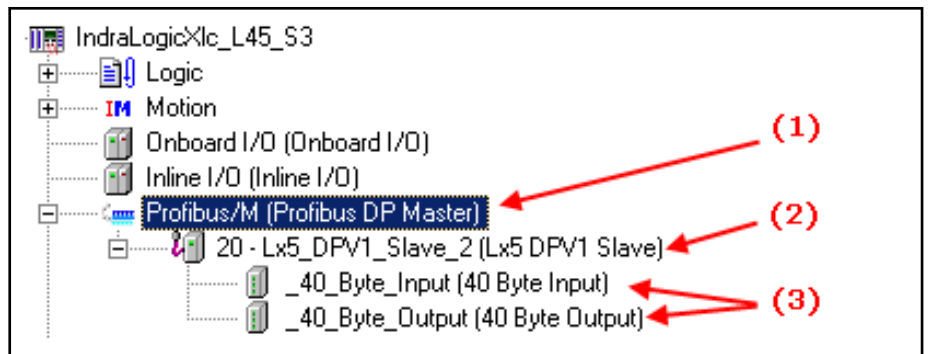 IndraLogicXlc_L45_S3
Logic
IM Motion
Onboard I/O (Onboard I/O)
(1)
Inline I/O (Inline I/O)
Profibus/M (Profibus DP Master)
(2)
20 - Lx5_DPV1_Slave_2 (Lx5 DPV1 Slave)
_40_Byte_Input (40 Byte Input)
(3)
_40_Byte_Output (40 Byte Output)